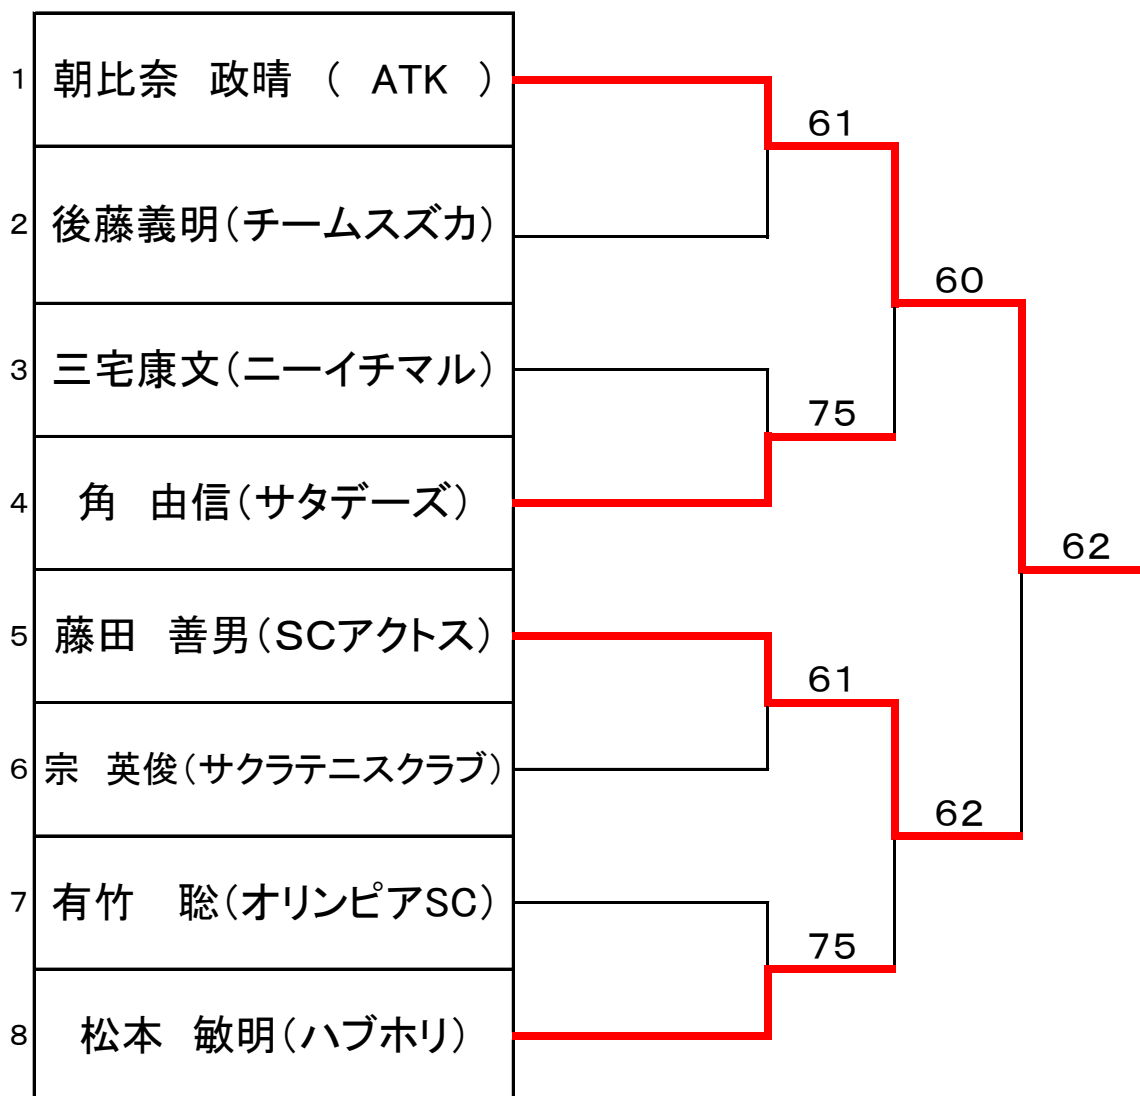 1 朝比奈　政晴　（　ATK　）
61
2 後藤義明（チームスズカ）
60
3 三宅康文（ニーイチマル）
75
4 角　由信（サタデーズ）
62
5 藤田　善男（SCアクトス）
61
6 宗　英俊（サクラテニスクラブ）
62
7 有竹　聡（オリンピアSC）
75
8 松本　敏明（ハブホリ）